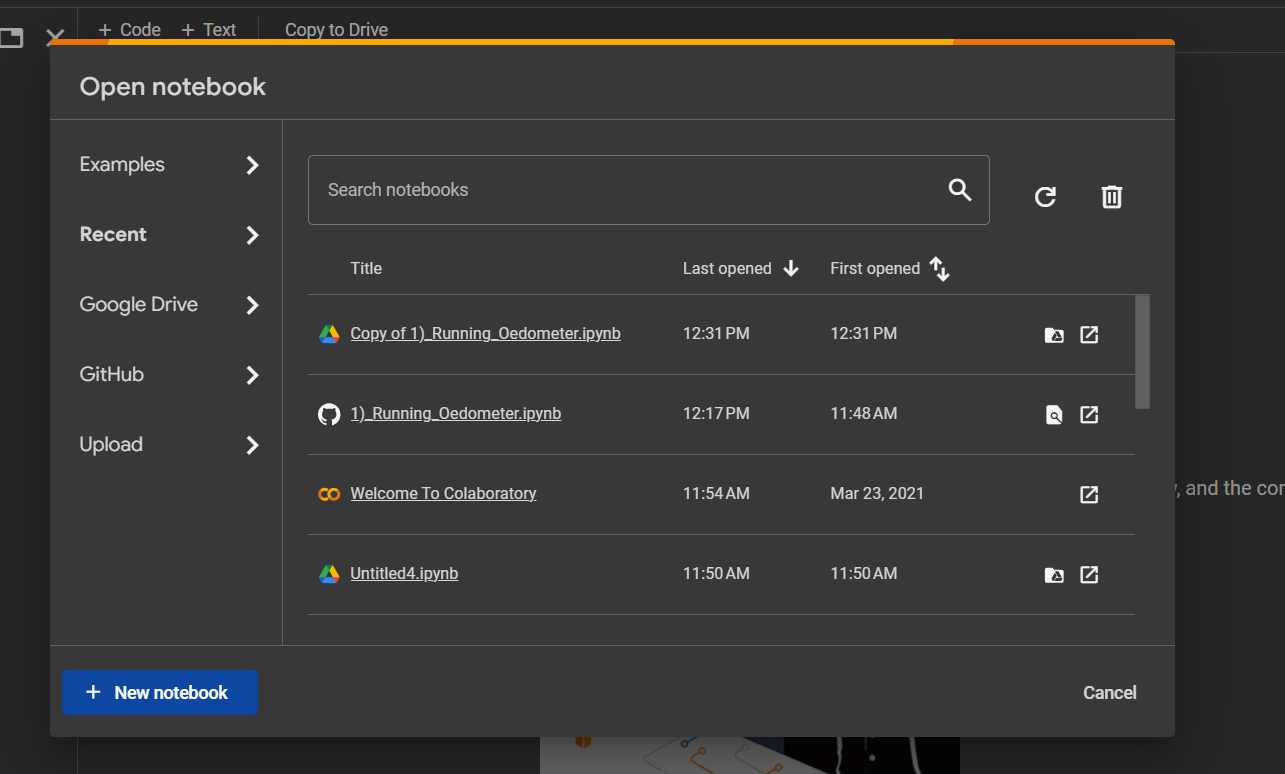 + Code + Text Copy to Drive
Open notebook
Examples
Recent
Google Drive
GitHub
Upload
Search notebooks
Title Last opened First opened
Copy of 1)_Running_Oedometer.ipynb 12:31 PM 12:31 PM
1)_Running_Oedometer.ipynb 12:17 PM 11:48 AM
Welcome To Colaboratory 11:54 AM Mar 23, 2021
Untitled4.ipynb 11:50 AM 11:50 AM
, and the cor
+ New notebook Cancel